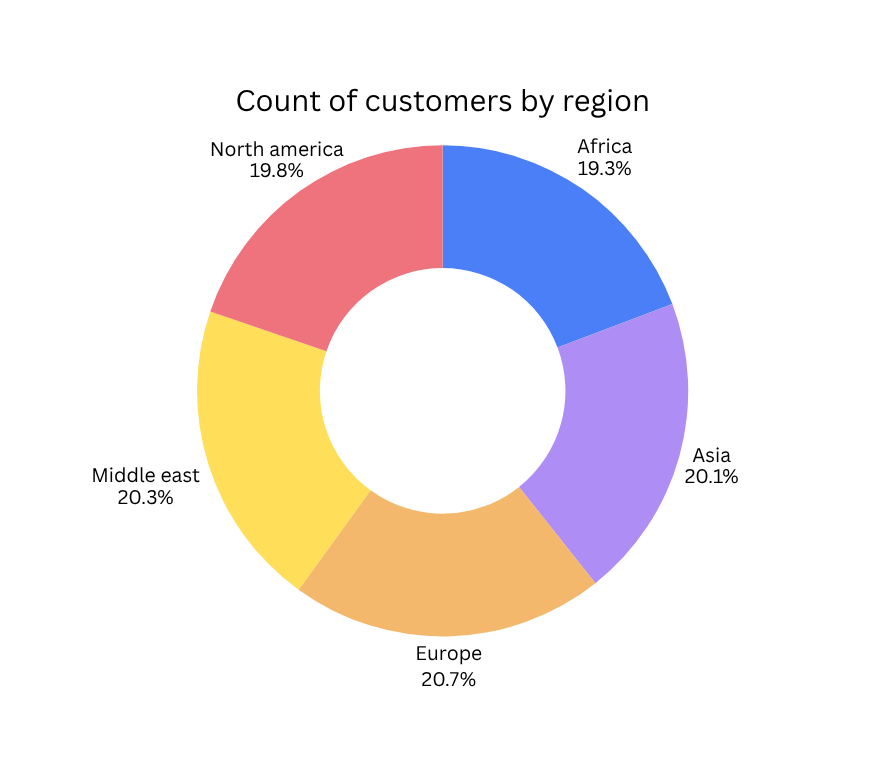 Count of customers by region
North america
19.8%
Africa
19.3%
Asia
20.1%
Middle east
20.3%
Europe
20.7%